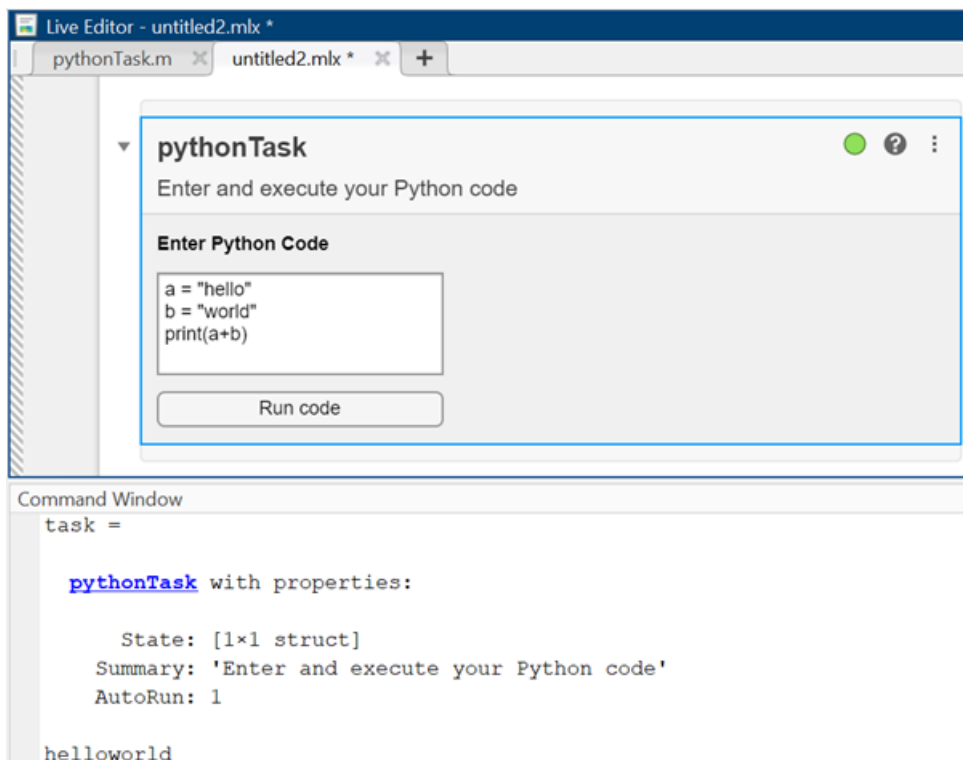 Live Editor - untitled2.mlx *
pythonTask.m untitled2.mlx * +
pythonTask
Enter and execute your Python code
Enter Python Code
a = "hello"
b = "world"
print(a+b)
Run code
Command Window
task =
pythonTask with properties:
State: [1×1 struct]
Summary: 'Enter and execute your Python code'
AutoRun: 1
helloworld